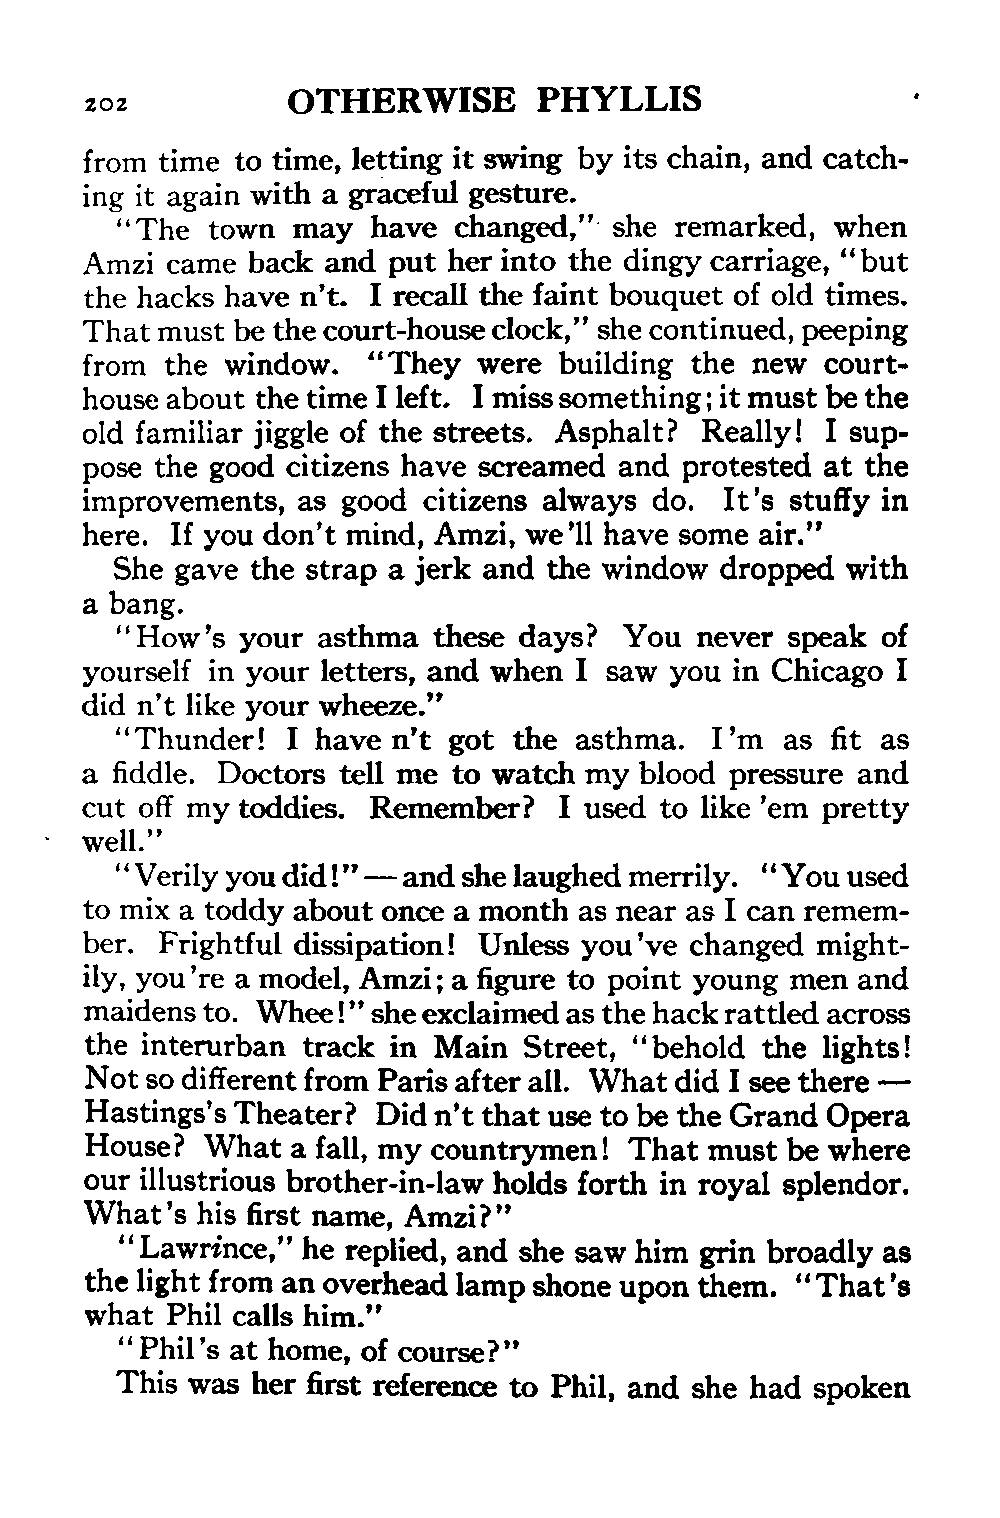 202 OTHERWISE PHYLLIS
from time to time, letting it swing by its chain, and catch-
ing it again with a graceful gesture.
"The town may have changed," she remarked, when
Amzi came back and put her into the dingy carriage, "but
the hacks have n't. I recall the faint bouquet of old times.
That must be the court-house clock," she continued, peeping
from the window. "They were building the new court-
house about the time I left. I miss something; it must be the
old familiar jiggle of the streets. Asphalt? Really! I sup-
pose the good citizens have screamed and protested at the
improvements, as good citizens always do. It's stuffy in
here. If you don't mind, Amzi, we'll have some air."
She gave the strap a jerk and the window dropped with
a bang.
"How's your asthma these days? You never speak of
yourself in your letters, and when I saw you in Chicago I
did n't like your wheeze."
"Thunder! I have n't got the asthma. I'm as fit as
a fiddle. Doctors tell me to watch my blood pressure and
cut off my toddies. Remember? I used to like 'em pretty
well."
"Verily you did!" — and she laughed merrily. "You used
to mix a toddy about once a month as near as I can remem-
ber. Frightful dissipation! Unless you've changed might-
ily, you're a model, Amzi; a figure to point young men and
maidens to. Whee!" she exclaimed as the hack rattled across
the interurban track in Main Street, "behold the lights!
Not so different from Paris after all. What did I see there —
Hastings's Theater? Did n't that use to be the Grand Opera
House? What a fall, my countrymen! That must be where
our illustrious brother-in-law holds forth in royal splendor.
What's his first name, Amzi?"
"Lawrince," he replied, and she saw him grin broadly as
the light from an overhead lamp shone upon them. "That's
what Phil calls him."
"Phil's at home, of course?"
This was her first reference to Phil, and she had spoken